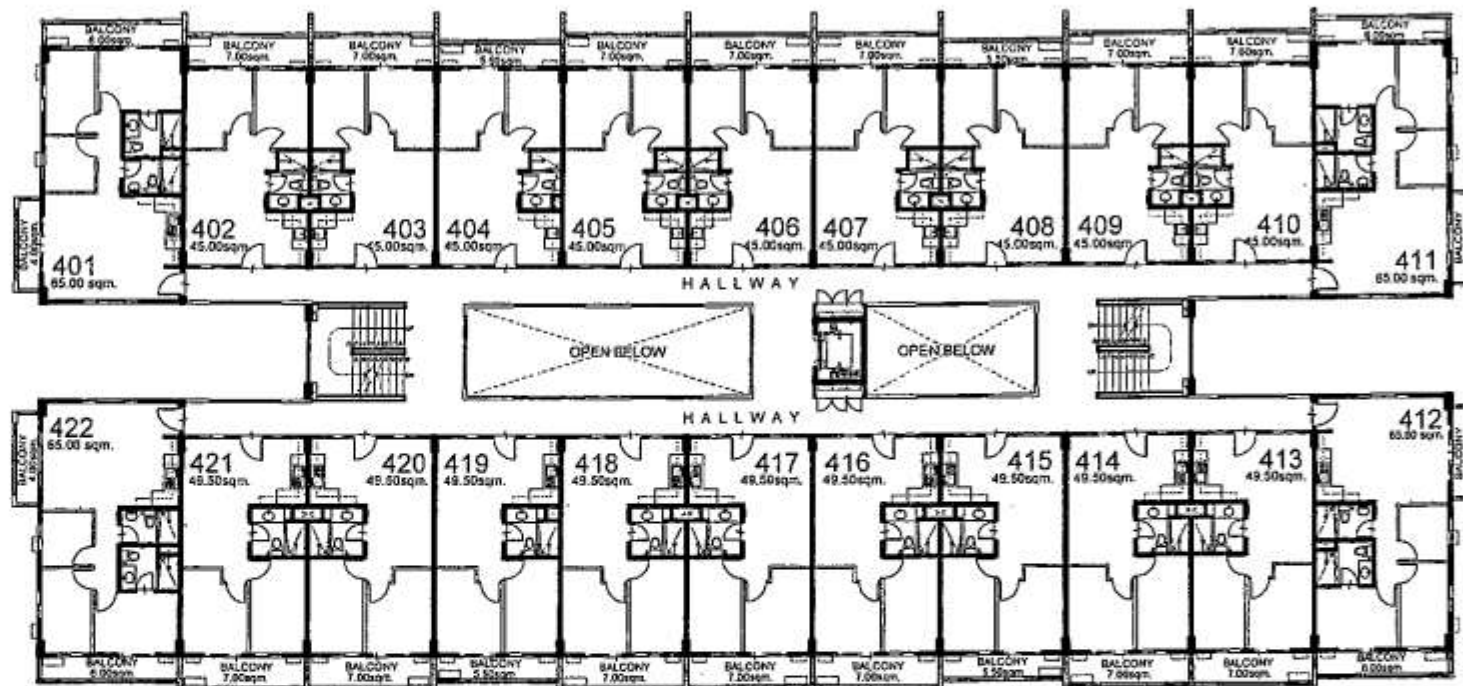 BALCONY
6.00sqm.
BALCONY
7.00sqm.
BALCONY
7.00sqm.
BALCONY
5.50sqm.
BALCONY
7.00sqm.
BALCONY
7.00sqm.
BALCONY
7.00sqm.
BALCONY
5.50sqm.
BALCONY
7.00sqm.
BALCONY
7.00sqm.
BALCONY
6.00sqm.
BALCONY
4.00sqm.
401
65.00 sqm.
402
45.00sqm.
403
45.00sqm.
404
45.00sqm.
405
45.00sqm.
406
45.00sqm.
407
45.00sqm.
408
45.00sqm.
409
45.00sqm.
410
45.00sqm.
411
65.00 sqm.
BALCONY
HALLWAY
OPEN BELOW
OPEN BELOW
HALLWAY
BALCONY
4.00sqm.
422
65.00 sqm.
421
49.50sqm.
420
49.50sqm.
419
49.50sqm.
418
49.50sqm.
417
49.50sqm.
416
49.50sqm.
415
49.50sqm.
414
49.50sqm.
413
49.50sqm.
412
65.00 sqm.
BALCONY
BALCONY
6.00sqm.
BALCONY
7.00sqm.
BALCONY
7.00sqm.
BALCONY
5.50sqm.
BALCONY
7.00sqm.
BALCONY
7.00sqm.
BALCONY
7.00sqm.
BALCONY
5.50sqm.
BALCONY
7.00sqm.
BALCONY
7.00sqm.
BALCONY
6.00sqm.